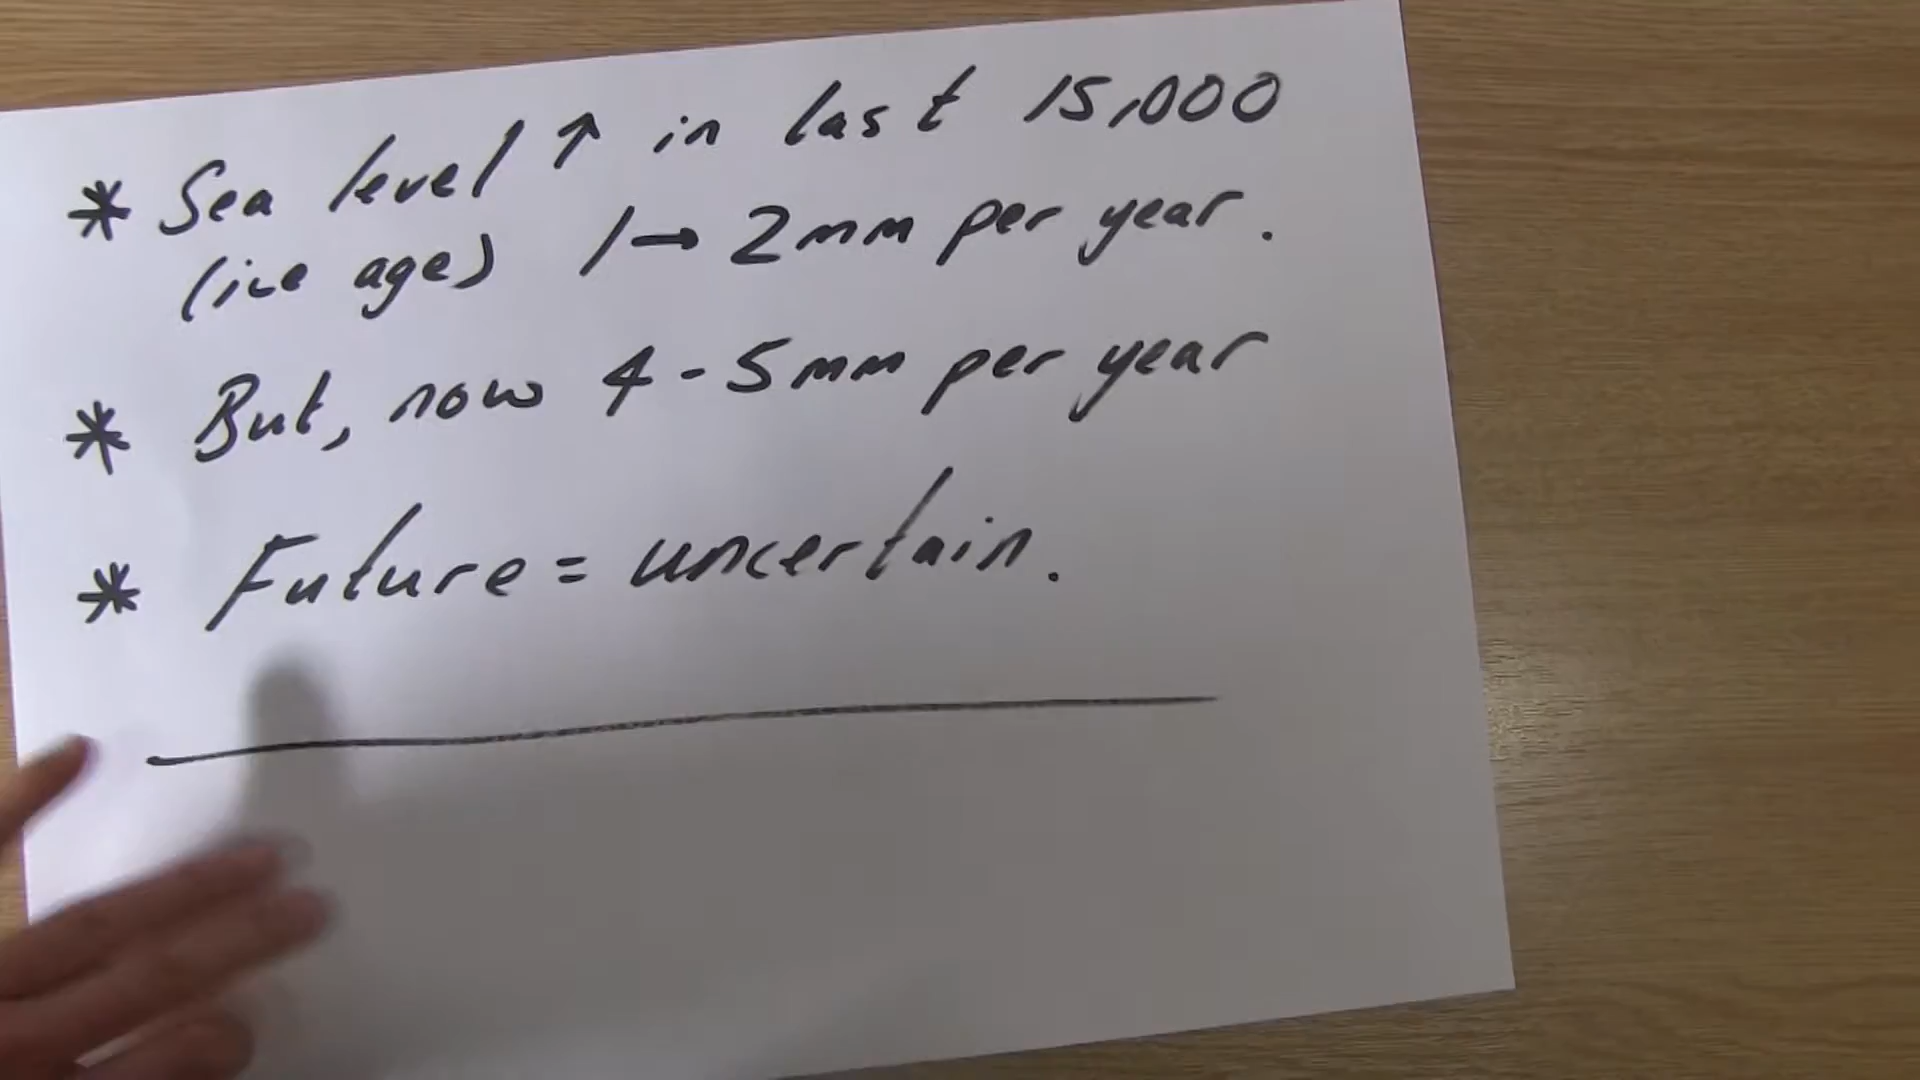 * Sea level ↑ in last 15,000
(ice age) 1→2mm per year.
* But, now 4-5mm per year
* Future = uncertain.